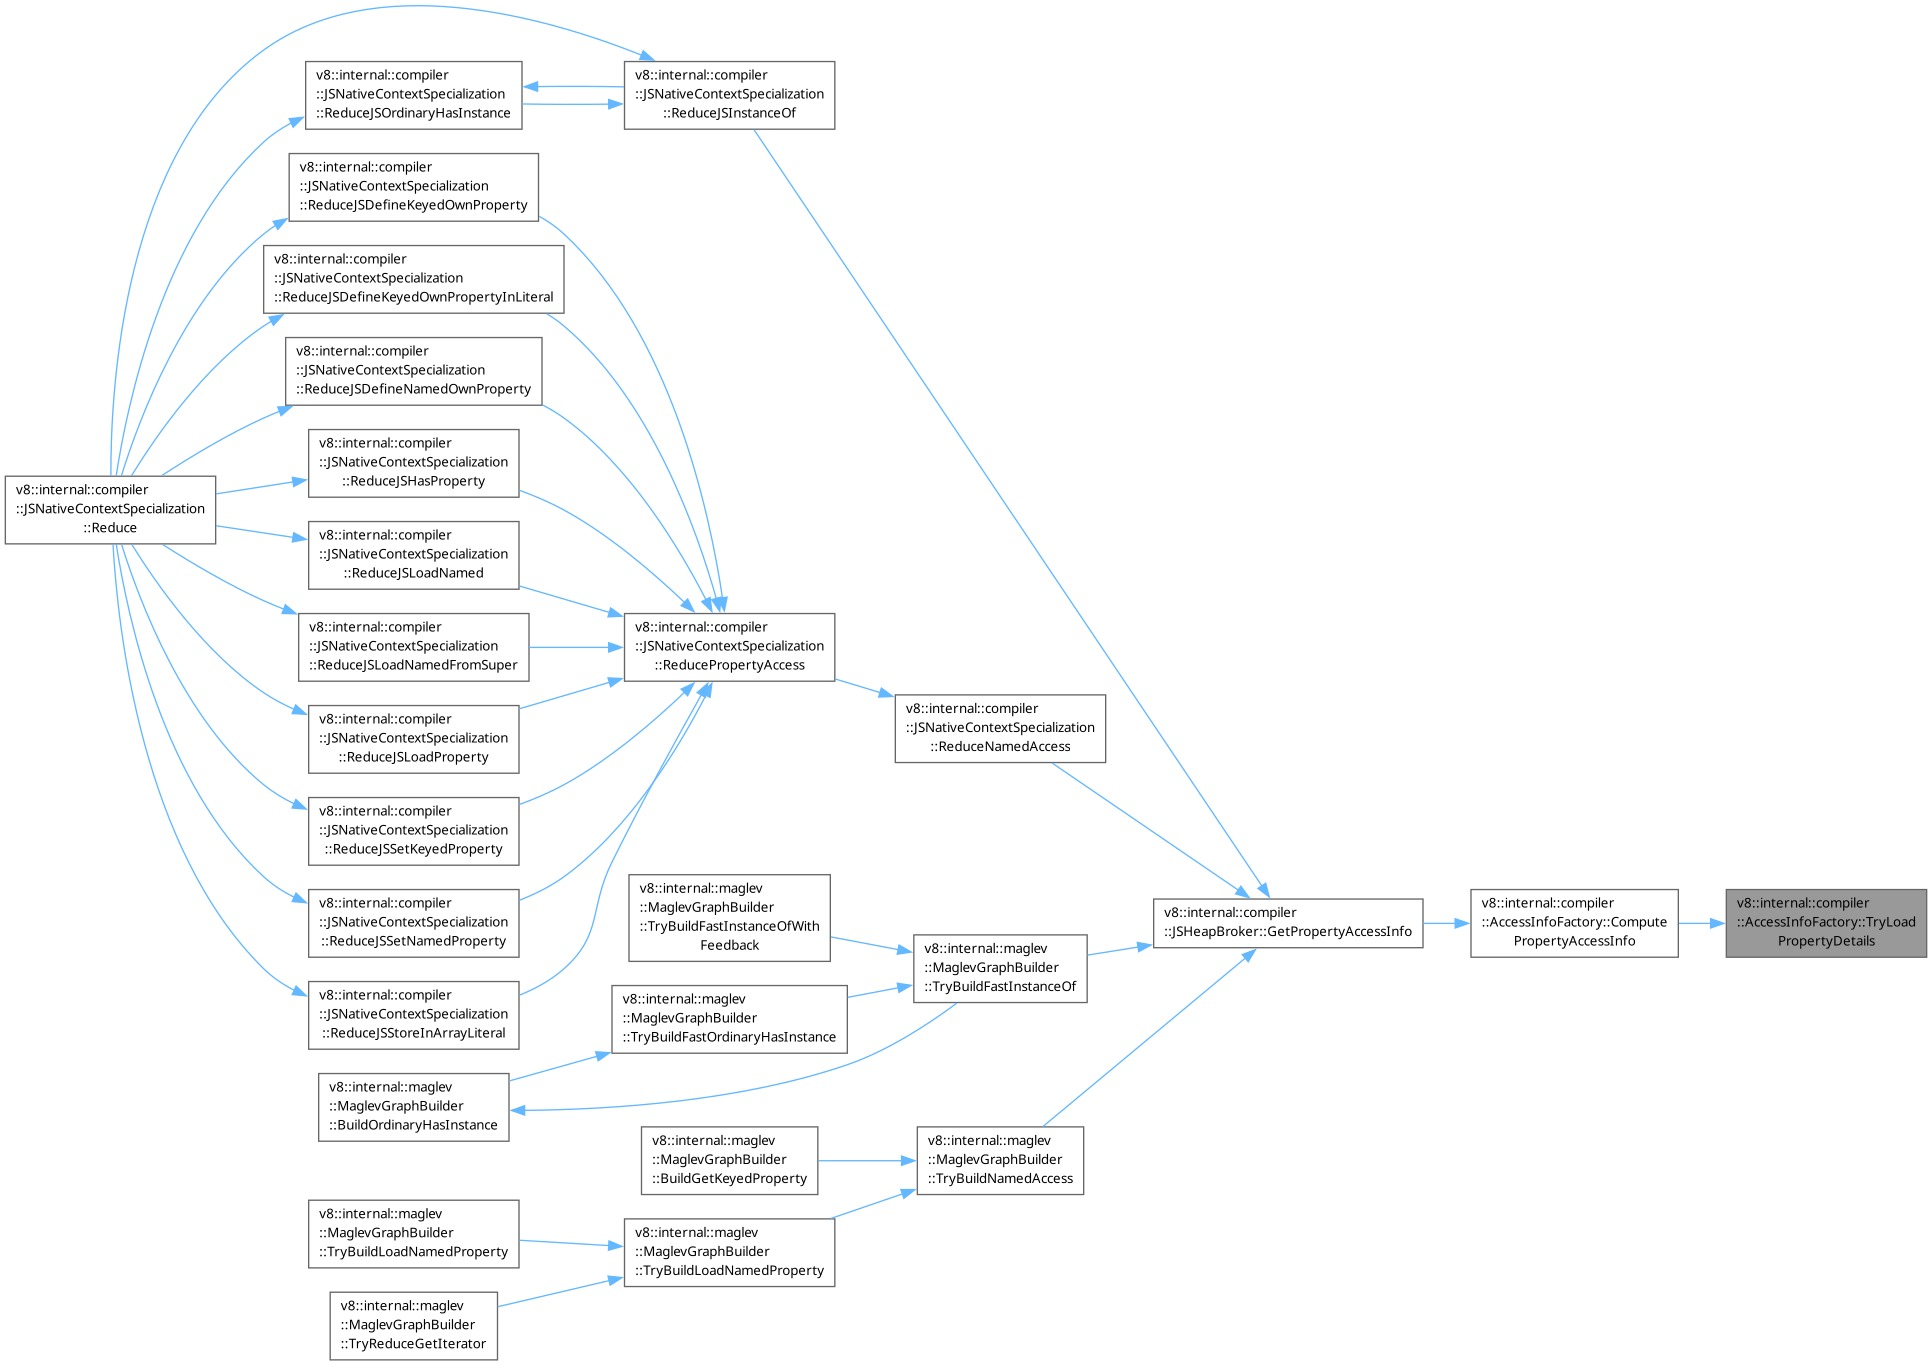 v8::internal::compiler
::JSNativeContextSpecialization
::Reduce
v8::internal::compiler
::JSNativeContextSpecialization
::ReduceJSOrdinaryHasInstance
v8::internal::compiler
::JSNativeContextSpecialization
::ReduceJSInstanceOf
v8::internal::compiler
::JSNativeContextSpecialization
::ReduceJSDefineKeyedOwnProperty
v8::internal::compiler
::JSNativeContextSpecialization
::ReduceJSDefineKeyedOwnPropertyInLiteral
v8::internal::compiler
::JSNativeContextSpecialization
::ReduceJSDefineNamedOwnProperty
v8::internal::compiler
::JSNativeContextSpecialization
::ReduceJSHasProperty
v8::internal::compiler
::JSNativeContextSpecialization
::ReduceJSLoadNamed
v8::internal::compiler
::JSNativeContextSpecialization
::ReduceJSLoadNamedFromSuper
v8::internal::compiler
::JSNativeContextSpecialization
::ReduceJSLoadProperty
v8::internal::compiler
::JSNativeContextSpecialization
::ReduceJSSetKeyedProperty
v8::internal::compiler
::JSNativeContextSpecialization
::ReduceJSSetNamedProperty
v8::internal::compiler
::JSNativeContextSpecialization
::ReduceJSStoreInArrayLiteral
v8::internal::compiler
::JSNativeContextSpecialization
::ReducePropertyAccess
v8::internal::compiler
::JSNativeContextSpecialization
::ReduceNamedAccess
v8::internal::maglev
::MaglevGraphBuilder
::TryBuildFastInstanceOfWith
Feedback
v8::internal::maglev
::MaglevGraphBuilder
::TryBuildFastOrdinaryHasInstance
v8::internal::maglev
::MaglevGraphBuilder
::BuildOrdinaryHasInstance
v8::internal::maglev
::MaglevGraphBuilder
::TryBuildFastInstanceOf
v8::internal::compiler
::JSHeapBroker::GetPropertyAccessInfo
v8::internal::compiler
::AccessInfoFactory::Compute
PropertyAccessInfo
v8::internal::compiler
::AccessInfoFactory::TryLoad
PropertyDetails
v8::internal::maglev
::MaglevGraphBuilder
::BuildGetKeyedProperty
v8::internal::maglev
::MaglevGraphBuilder
::TryBuildNamedAccess
v8::internal::maglev
::MaglevGraphBuilder
::TryBuildLoadNamedProperty
v8::internal::maglev
::MaglevGraphBuilder
::TryBuildLoadNamedProperty
v8::internal::maglev
::MaglevGraphBuilder
::TryReduceGetIterator